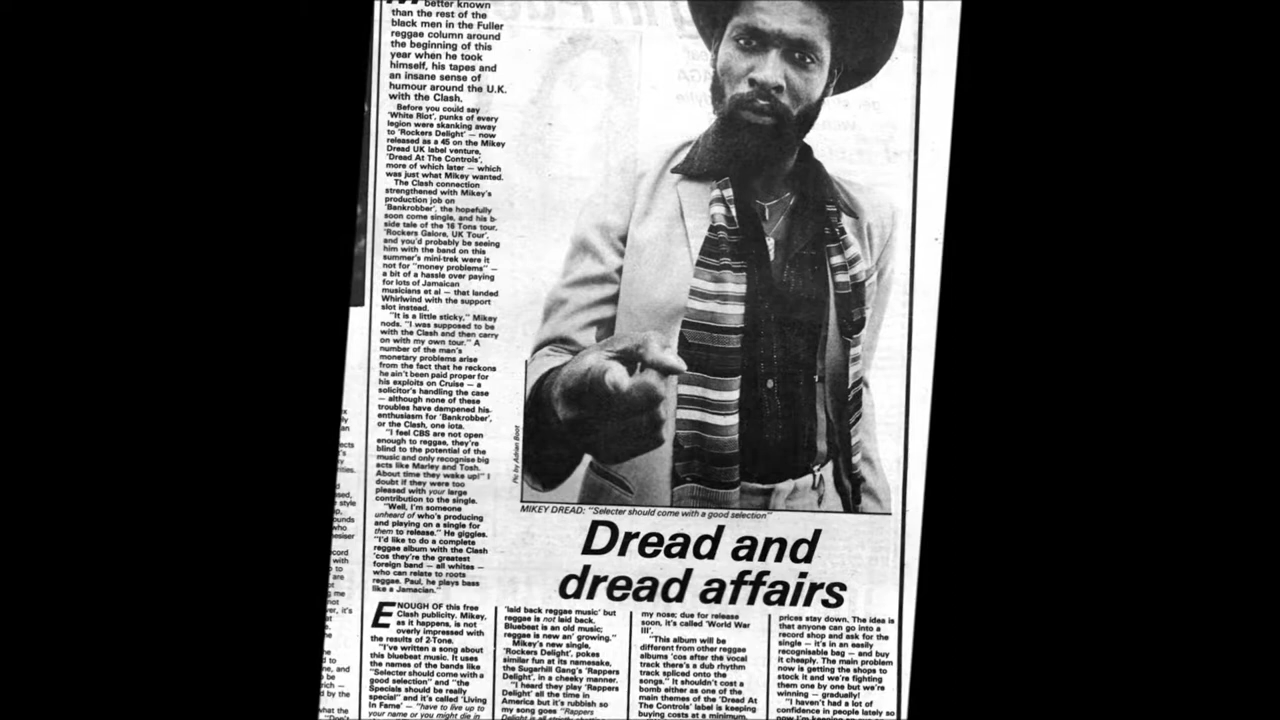 better known
than the rest of the
black men in the Fuller
reggae column around
the beginning of this
year when he took
himself, his tapes and
an insane sense of
humour around the U.K.
with the Clash.
Before you could say
'White Riot', punks of every
legion were skanking away
to 'Rockers Delight' — now
released as a 45 on the Mikey
Dread UK label venture,
'Dread At The Controls',
more of which later — which
was just what Mikey wanted.
The Clash connection
strengthened with Mikey's
production job on
'Bankrobber', the hopefully
soon come single, and his b-
side tale of the 16 Tons tour,
'Rockers Galore, UK Tour',
and you'd probably be seeing
him with the band on this
summer's mini-trek were it
not for "money problems" —
a bit of a hassle over paying
for lots of Jamaican
musicians et al — that landed
Whirlwind with the support
slot instead.
"It is a little sticky," Mikey
nods. "I was supposed to be
with the Clash and then carry
on with my own tour." A
number of the man's
monetary problems arise
from the fact that he reckons
he ain't been paid proper for
his exploits on Cruise — a
solicitor's handling the case
— although none of these
troubles have dampened his
enthusiasm for 'Bankrobber',
or the Clash, one iota.
"I feel CBS are not open
enough to reggae, they're
blind to the potential of the
music and only recognise big
acts like Marley and Tosh.
About time they wake up!" I
doubt if they were too
pleased with your large
contribution to the single.
"Well, I'm someone
unheard of who's producing
and playing on a single for
them to release." He giggles.
"I'd like to do a complete
reggae album with the Clash
'cos they're the greatest
foreign band — all whites —
who can relate to roots
reggae. Paul, he plays bass
like a Jamacian."
Pic by Adrian Boot
MIKEY DREAD: "Selecter should come with a good selection"
Dread and
dread affairs
ENOUGH OF this free
Clash publicity. Mikey,
as it happens, is not
overly impressed with
the results of 2-Tone.
"I've written a song about
this bluebeat music. It uses
the names of the bands like
"Selecter should come with a
good selection" and "the
Specials should be really
special" and it's called 'Living
In Fame' — "have to live up to
your name or you might die in
'laid back reggae music' but
reggae is not laid back.
Bluebeat is an old music;
reggae is new an' growing."
Mikey's new single,
'Rockers Delight', pokes
similar fun at its namesake,
the Sugarhill Gang's 'Rappers
Delight', in a cheeky manner.
"I heard they play 'Rappers
Delight' all the time in
America but it's rubbish so
my song goes "Rappers
my nose; due for release
soon, it's called 'World War
III'.
"This album will be
different from other reggae
albums 'cos after the vocal
track there's a dub rhythm
track spliced onto the
songs." It shouldn't cost a
bomb either as one of the
main themes of the 'Dread At
The Controls' label is keeping
buying costs at a minimum.
prices stay down. The idea is
that anyone can go into a
record shop and ask for the
single — it's in an easily
recognisable bag — and buy
it cheaply. The main problem
now is getting the shops to
stock it and we're fighting
them one by one but we're
winning — gradually!
"I haven't had a lot of
confidence in people lately so